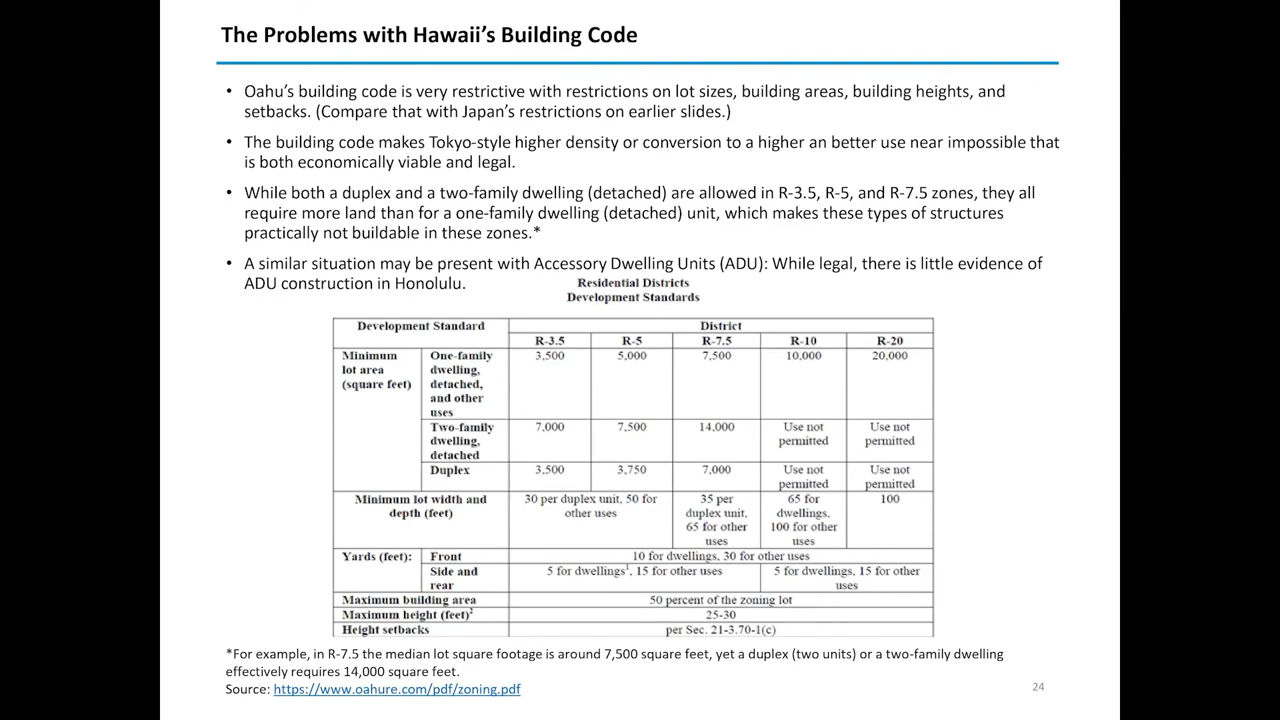 The Problems with Hawaii's Building Code
• Oahu's building code is very restrictive with restrictions on lot sizes, building areas, building heights, and
setbacks. (Compare that with Japan's restrictions on earlier slides.)
• The building code makes Tokyo-style higher density or conversion to a higher an better use near impossible that
is both economically viable and legal.
• While both a duplex and a two-family dwelling (detached) are allowed in R-3.5, R-5, and R-7.5 zones, they all
require more land than for a one-family dwelling (detached) unit, which makes these types of structures
practically not buildable in these zones.*
• A similar situation may be present with Accessory Dwelling Units (ADU): While legal, there is little evidence of
ADU construction in Honolulu.
Residential Districts
Development Standards
Development Standard District
R-3.5 R-5 R-7.5 R-10 R-20
Minimum One-family 3,500 5,000 7,500 10,000 20,000
lot area dwelling,
(square feet) detached,
and other
uses
Two-family 7,000 7,500 14,000 Use not Use not
dwelling, permitted permitted
detached
Duplex 3,500 3,750 7,000 Use not Use not
permitted permitted
Minimum lot width and 30 per duplex unit, 50 for 35 per 65 for 100
depth (feet) other uses duplex unit, dwellings,
65 for other 100 for other
uses uses
Yards (feet): Front 10 for dwellings, 30 for other uses
Side and 5 for dwellings¹, 15 for other uses 5 for dwellings, 15 for other
rear uses
Maximum building area 50 percent of the zoning lot
Maximum height (feet)² 25-30
Height setbacks per Sec. 21-3.70-1(c)
*For example, in R-7.5 the median lot square footage is around 7,500 square feet, yet a duplex (two units) or a two-family dwelling
effectively requires 14,000 square feet.
Source: https://www.oahure.com/pdf/zoning.pdf
24